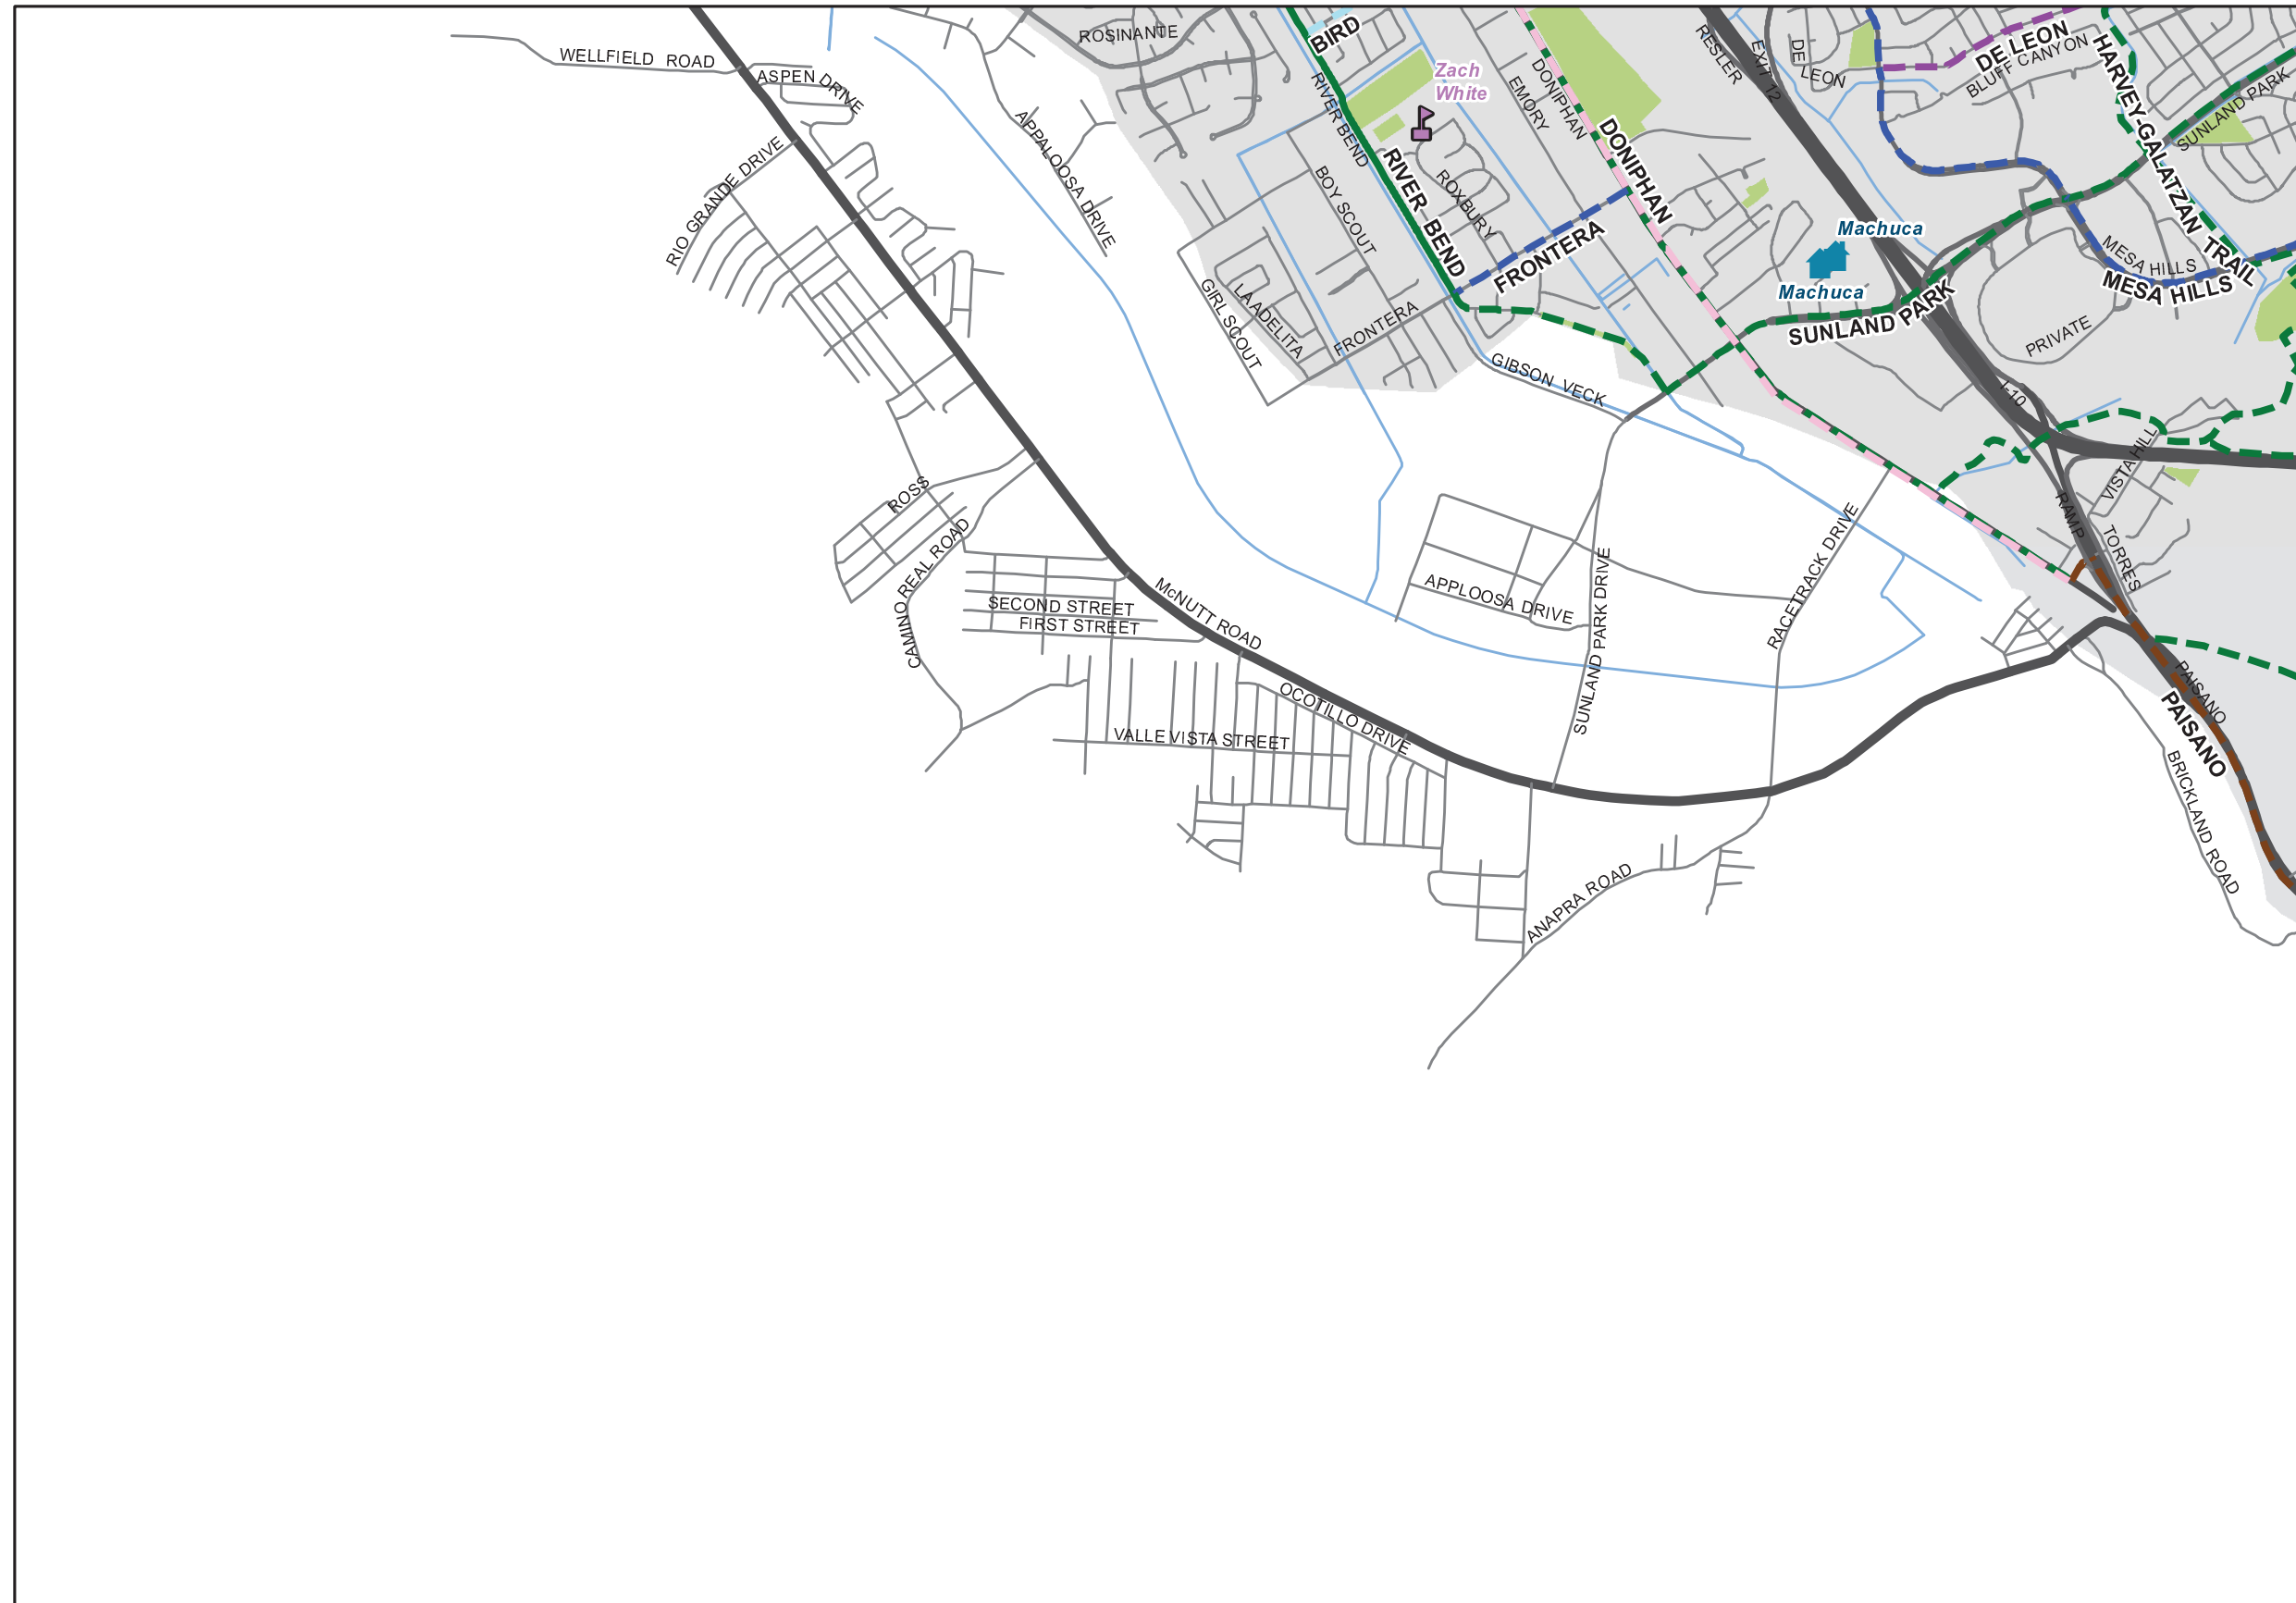 WELLFIELD ROAD
ASPEN DRIVE
RIO GRANDE DRIVE
APPALOOSA DRIVE
ROSINANTE
BIRD
RIVER BEND
Zach
White
BOY SCOUT
RIVER BEND
ROXBURY
EMORY
DONIPHAN
DONIPHAN
FRONTERA
FRONTERA
GIRL SCOUT
LA ADELITA
GIBSON VECK
RESLER
EXIT 12
DE LEON
DE LEON
BLUFF CANYON
HARVEY-GALATZAN TRAIL
SUNLAND PARK
Machuca
Machuca
SUNLAND PARK
MESA HILLS
MESA HILLS
PRIVATE
I-10
VISTA HILL
RAMP
TORRES
PAISANO
PAISANO
BRICKLAND ROAD
ROSS
CAMINO REAL ROAD
SECOND STREET
FIRST STREET
McNUTT ROAD
OCOTILLO DRIVE
VALLE VISTA STREET
APPLOOSA DRIVE
SUNLAND PARK DRIVE
RACETRACK DRIVE
ANAPRA ROAD